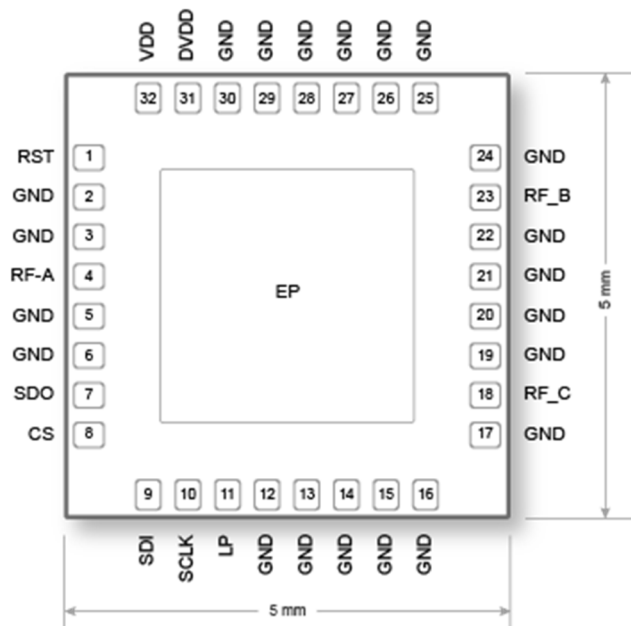 VDD DVDD GND GND GND GND GND GND
32 31 30 29 28 27 26 25
RST 1 24 GND
GND 2 23 RF_B
GND 3 22 GND
RF-A 4 21 GND
EP
5 mm
GND 5 20 GND
GND 6 19 GND
SDO 7 18 RF_C
CS 8 17 GND
9 10 11 12 13 14 15 16
SDI SCLK LP GND GND GND GND GND
5 mm